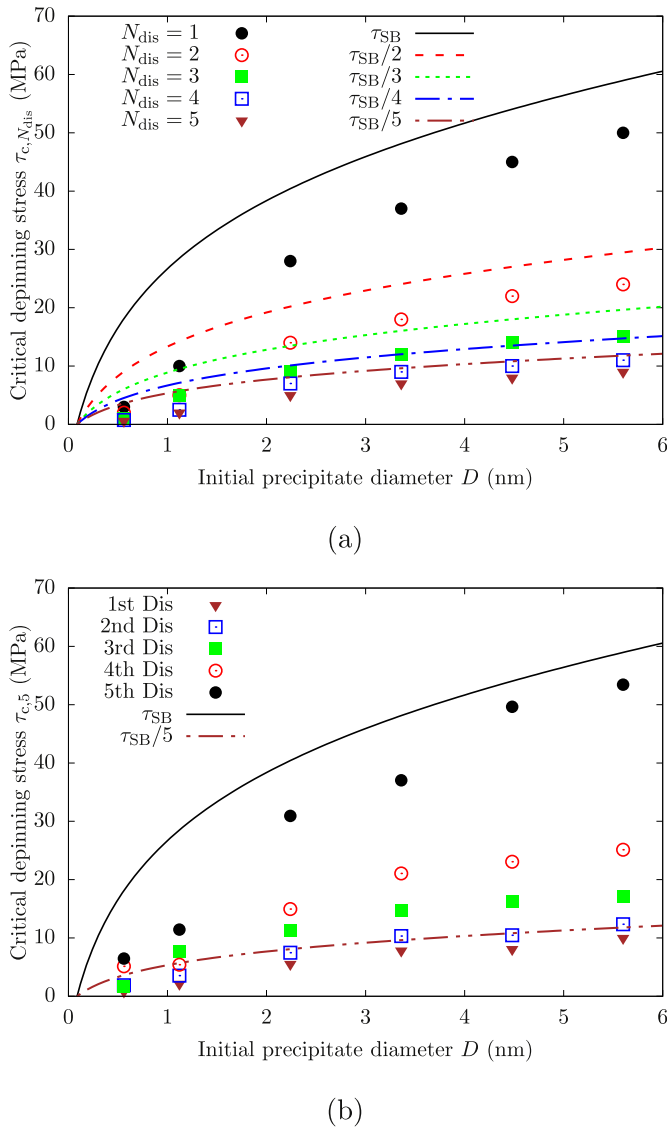 70
60
50
40
30
20
10
0
Critical depinning stress τc,Ndis (MPa)
Ndis = 1
Ndis = 2
Ndis = 3
Ndis = 4
Ndis = 5
τSB
τSB/2
τSB/3
τSB/4
τSB/5
0 1 2 3 4 5 6
Initial precipitate diameter D (nm)
(a)
70
60
50
40
30
20
10
0
Critical depinning stress τc,5 (MPa)
1st Dis
2nd Dis
3rd Dis
4th Dis
5th Dis
τSB
τSB/5
0 1 2 3 4 5 6
Initial precipitate diameter D (nm)
(b)